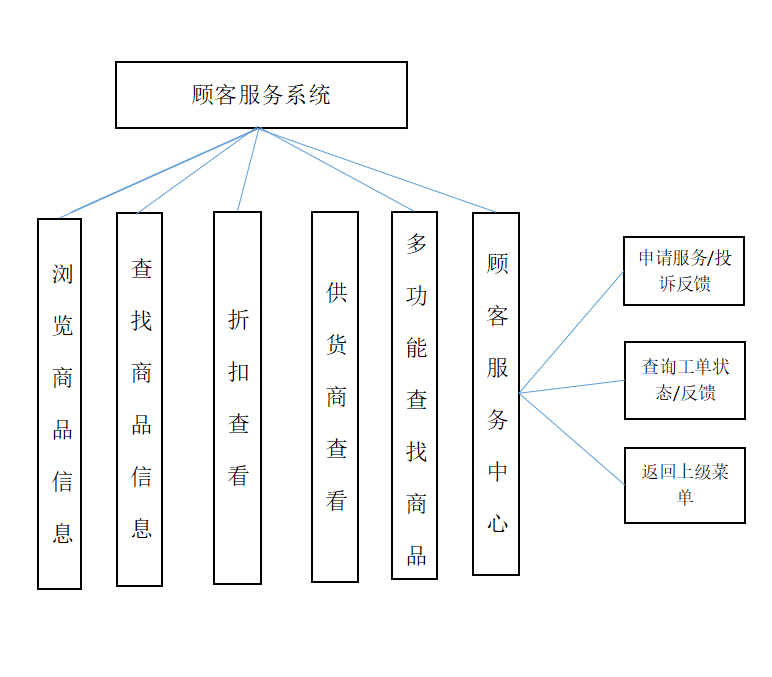 顾客服务系统
浏览商品信息
查找商品信息
折扣查看
供货商查看
多功能查找商品
顾客服务中心
申请服务/投
诉反馈
查询工单状
态/反馈
返回上级菜
单